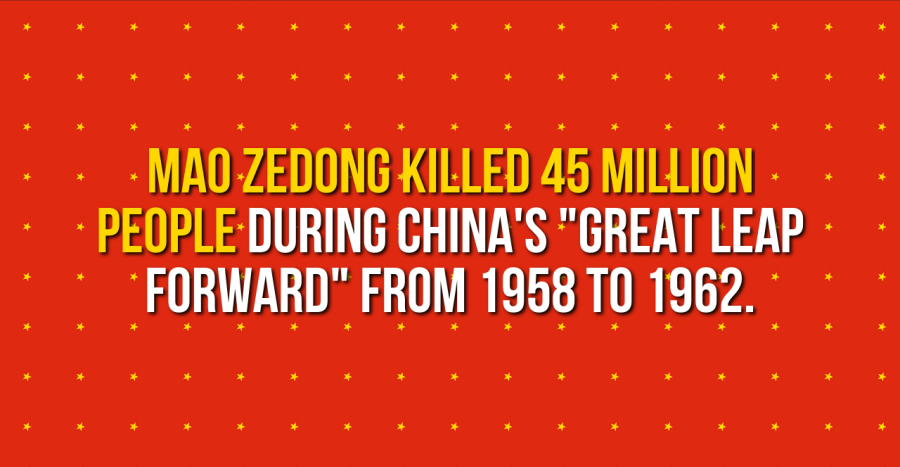 MAO ZEDONG KILLED 45 MILLION
PEOPLE DURING CHINA'S "GREAT LEAP
FORWARD" FROM 1958 TO 1962.